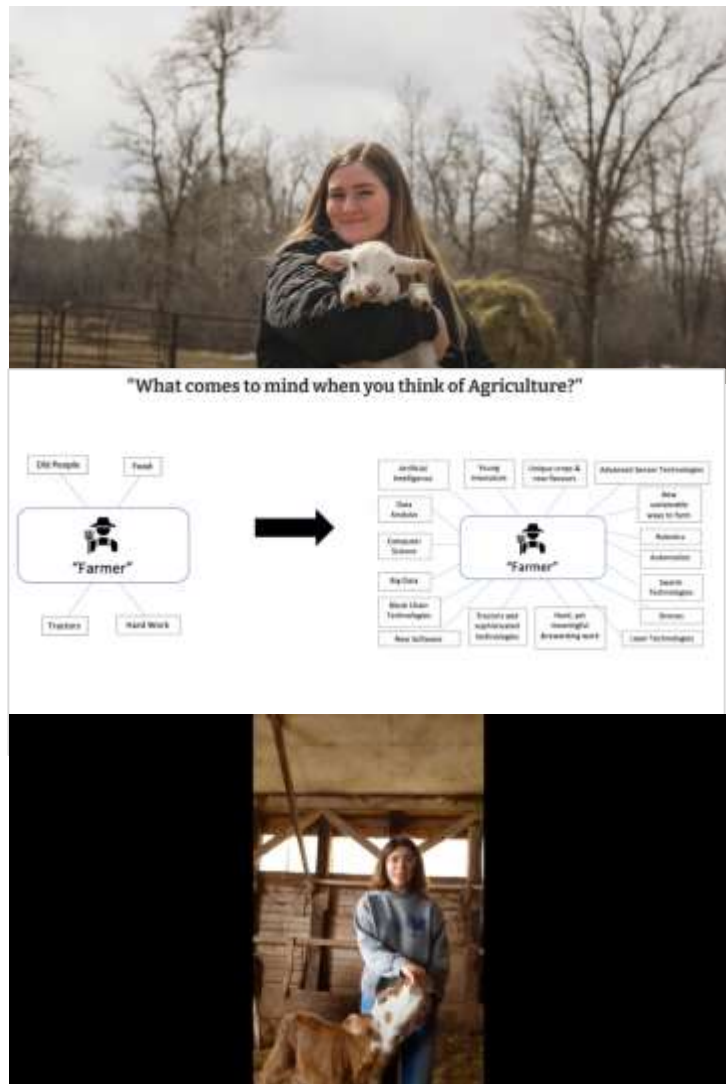 "What comes to mind when you think of Agriculture?"
Old People
Food
"Farmer"
Tractors
Hard Work
Artificial
Intelligence
Young
Innovators
Unique crops &
new flavours
Advanced Sensor Technologies
Data
Analysis
New
sustainable
ways to farm
Computer
Science
"Farmer"
Robotics
Automation
Big Data
Swarm
Technologies
Block Chain
Technologies
Drones
New Software
Tractors and
sophisticated
technologies
Hard, yet
meaningful
&rewarding work
Laser Technologies